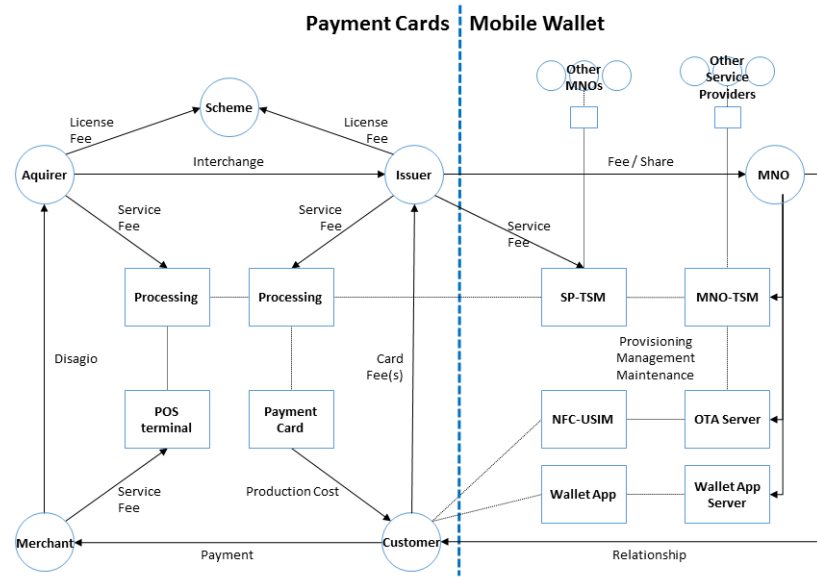 Payment Cards
Mobile Wallet
Other
MNOs
Other
Service
Providers
Scheme
License
Fee
License
Fee
Aquirer
Interchange
Issuer
Fee / Share
MNO
Service
Fee
Service
Fee
Service
Fee
Processing
Processing
SP-TSM
MNO-TSM
Disagio
Card
Fee(s)
Provisioning
Management
Maintenance
POS
terminal
Payment
Card
NFC-USIM
OTA Server
Service
Fee
Production Cost
Wallet App
Wallet App
Server
Merchant
Payment
Customer
Relationship